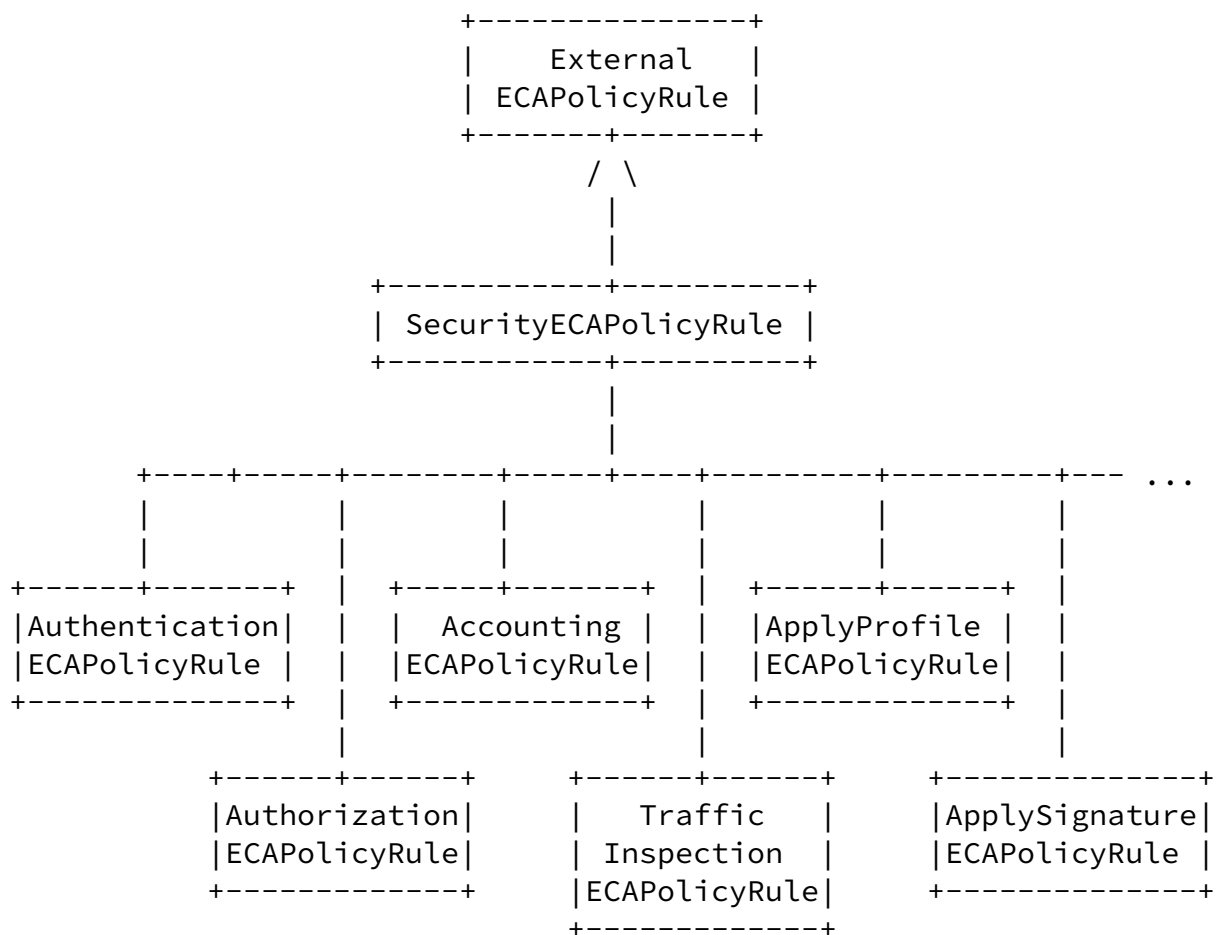 External
ECAPolicyRule
SecurityECAPolicyRule
...
Authentication
ECAPolicyRule
Accounting
ECAPolicyRule
ApplyProfile
ECAPolicyRule
Authorization
ECAPolicyRule
Traffic
Inspection
ECAPolicyRule
ApplySignature
ECAPolicyRule